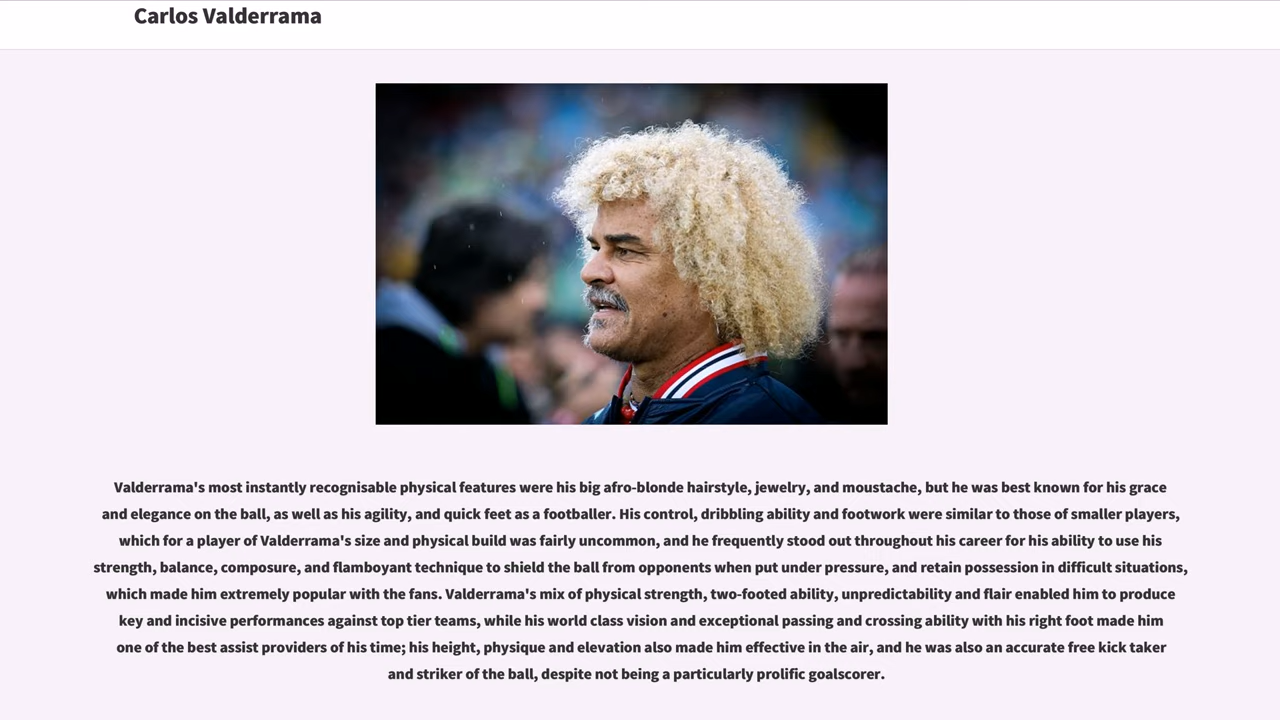 Carlos Valderrama
Valderrama's most instantly recognisable physical features were his big afro-blonde hairstyle, jewelry, and moustache, but he was best known for his grace
and elegance on the ball, as well as his agility, and quick feet as a footballer. His control, dribbling ability and footwork were similar to those of smaller players,
which for a player of Valderrama's size and physical build was fairly uncommon, and he frequently stood out throughout his career for his ability to use his
strength, balance, composure, and flamboyant technique to shield the ball from opponents when put under pressure, and retain possession in difficult situations,
which made him extremely popular with the fans. Valderrama's mix of physical strength, two-footed ability, unpredictability and flair enabled him to produce
key and incisive performances against top tier teams, while his world class vision and exceptional passing and crossing ability with his right foot made him
one of the best assist providers of his time; his height, physique and elevation also made him effective in the air, and he was also an accurate free kick taker
and striker of the ball, despite not being a particularly prolific goalscorer.